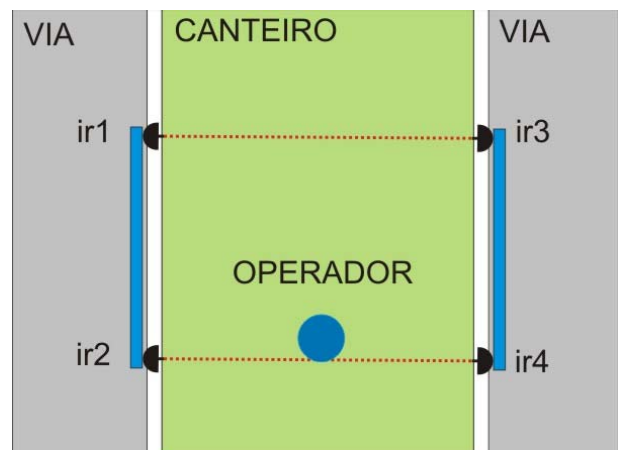 VIA
CANTEIRO
VIA
ir1
ir3
OPERADOR
ir2
ir4